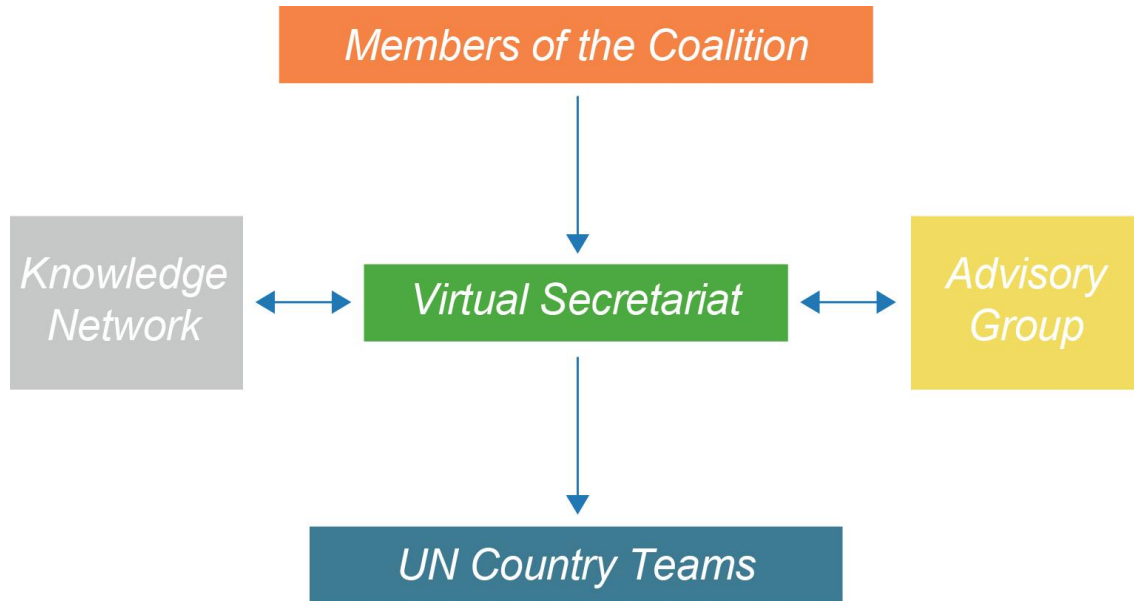 Members of the Coalition
Knowledge
Network
Virtual Secretariat
Advisory
Group
UN Country Teams